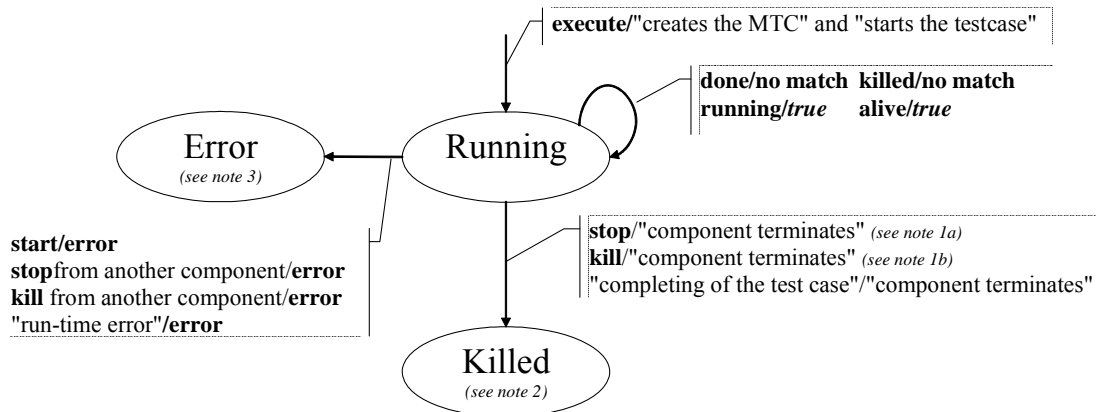 execute/"creates the MTC" and "starts the testcase"
done/no match killed/no match
running/true alive/true
Error
(see note 3)
Running
start/error
stopfrom another component/error
kill from another component/error
"run-time error"/error
stop/"component terminates" (see note 1a)
kill/"component terminates" (see note 1b)
"completing of the test case"/"component terminates"
Killed
(see note 2)